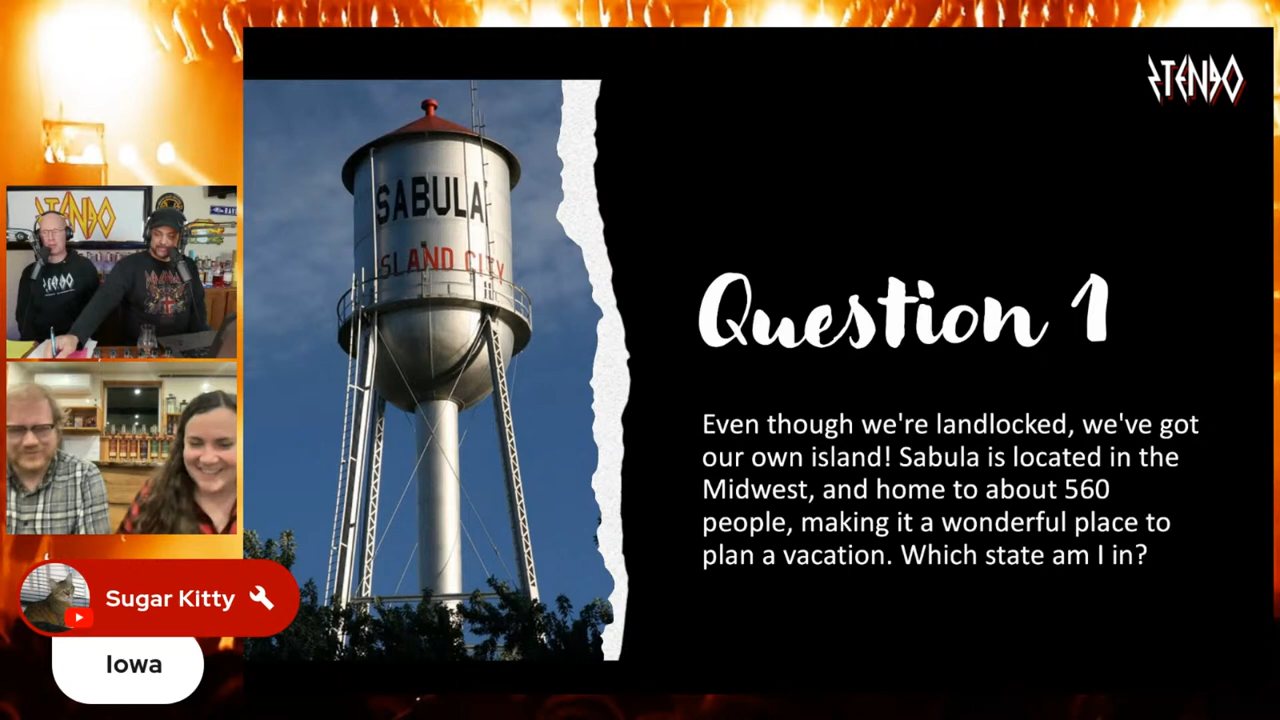 STEN90
SABULA
ISLAND CITY
Question 1
Even though we're landlocked, we've got
our own island! Sabula is located in the
Midwest, and home to about 560
people, making it a wonderful place to
plan a vacation. Which state am I in?
Sugar Kitty
Iowa